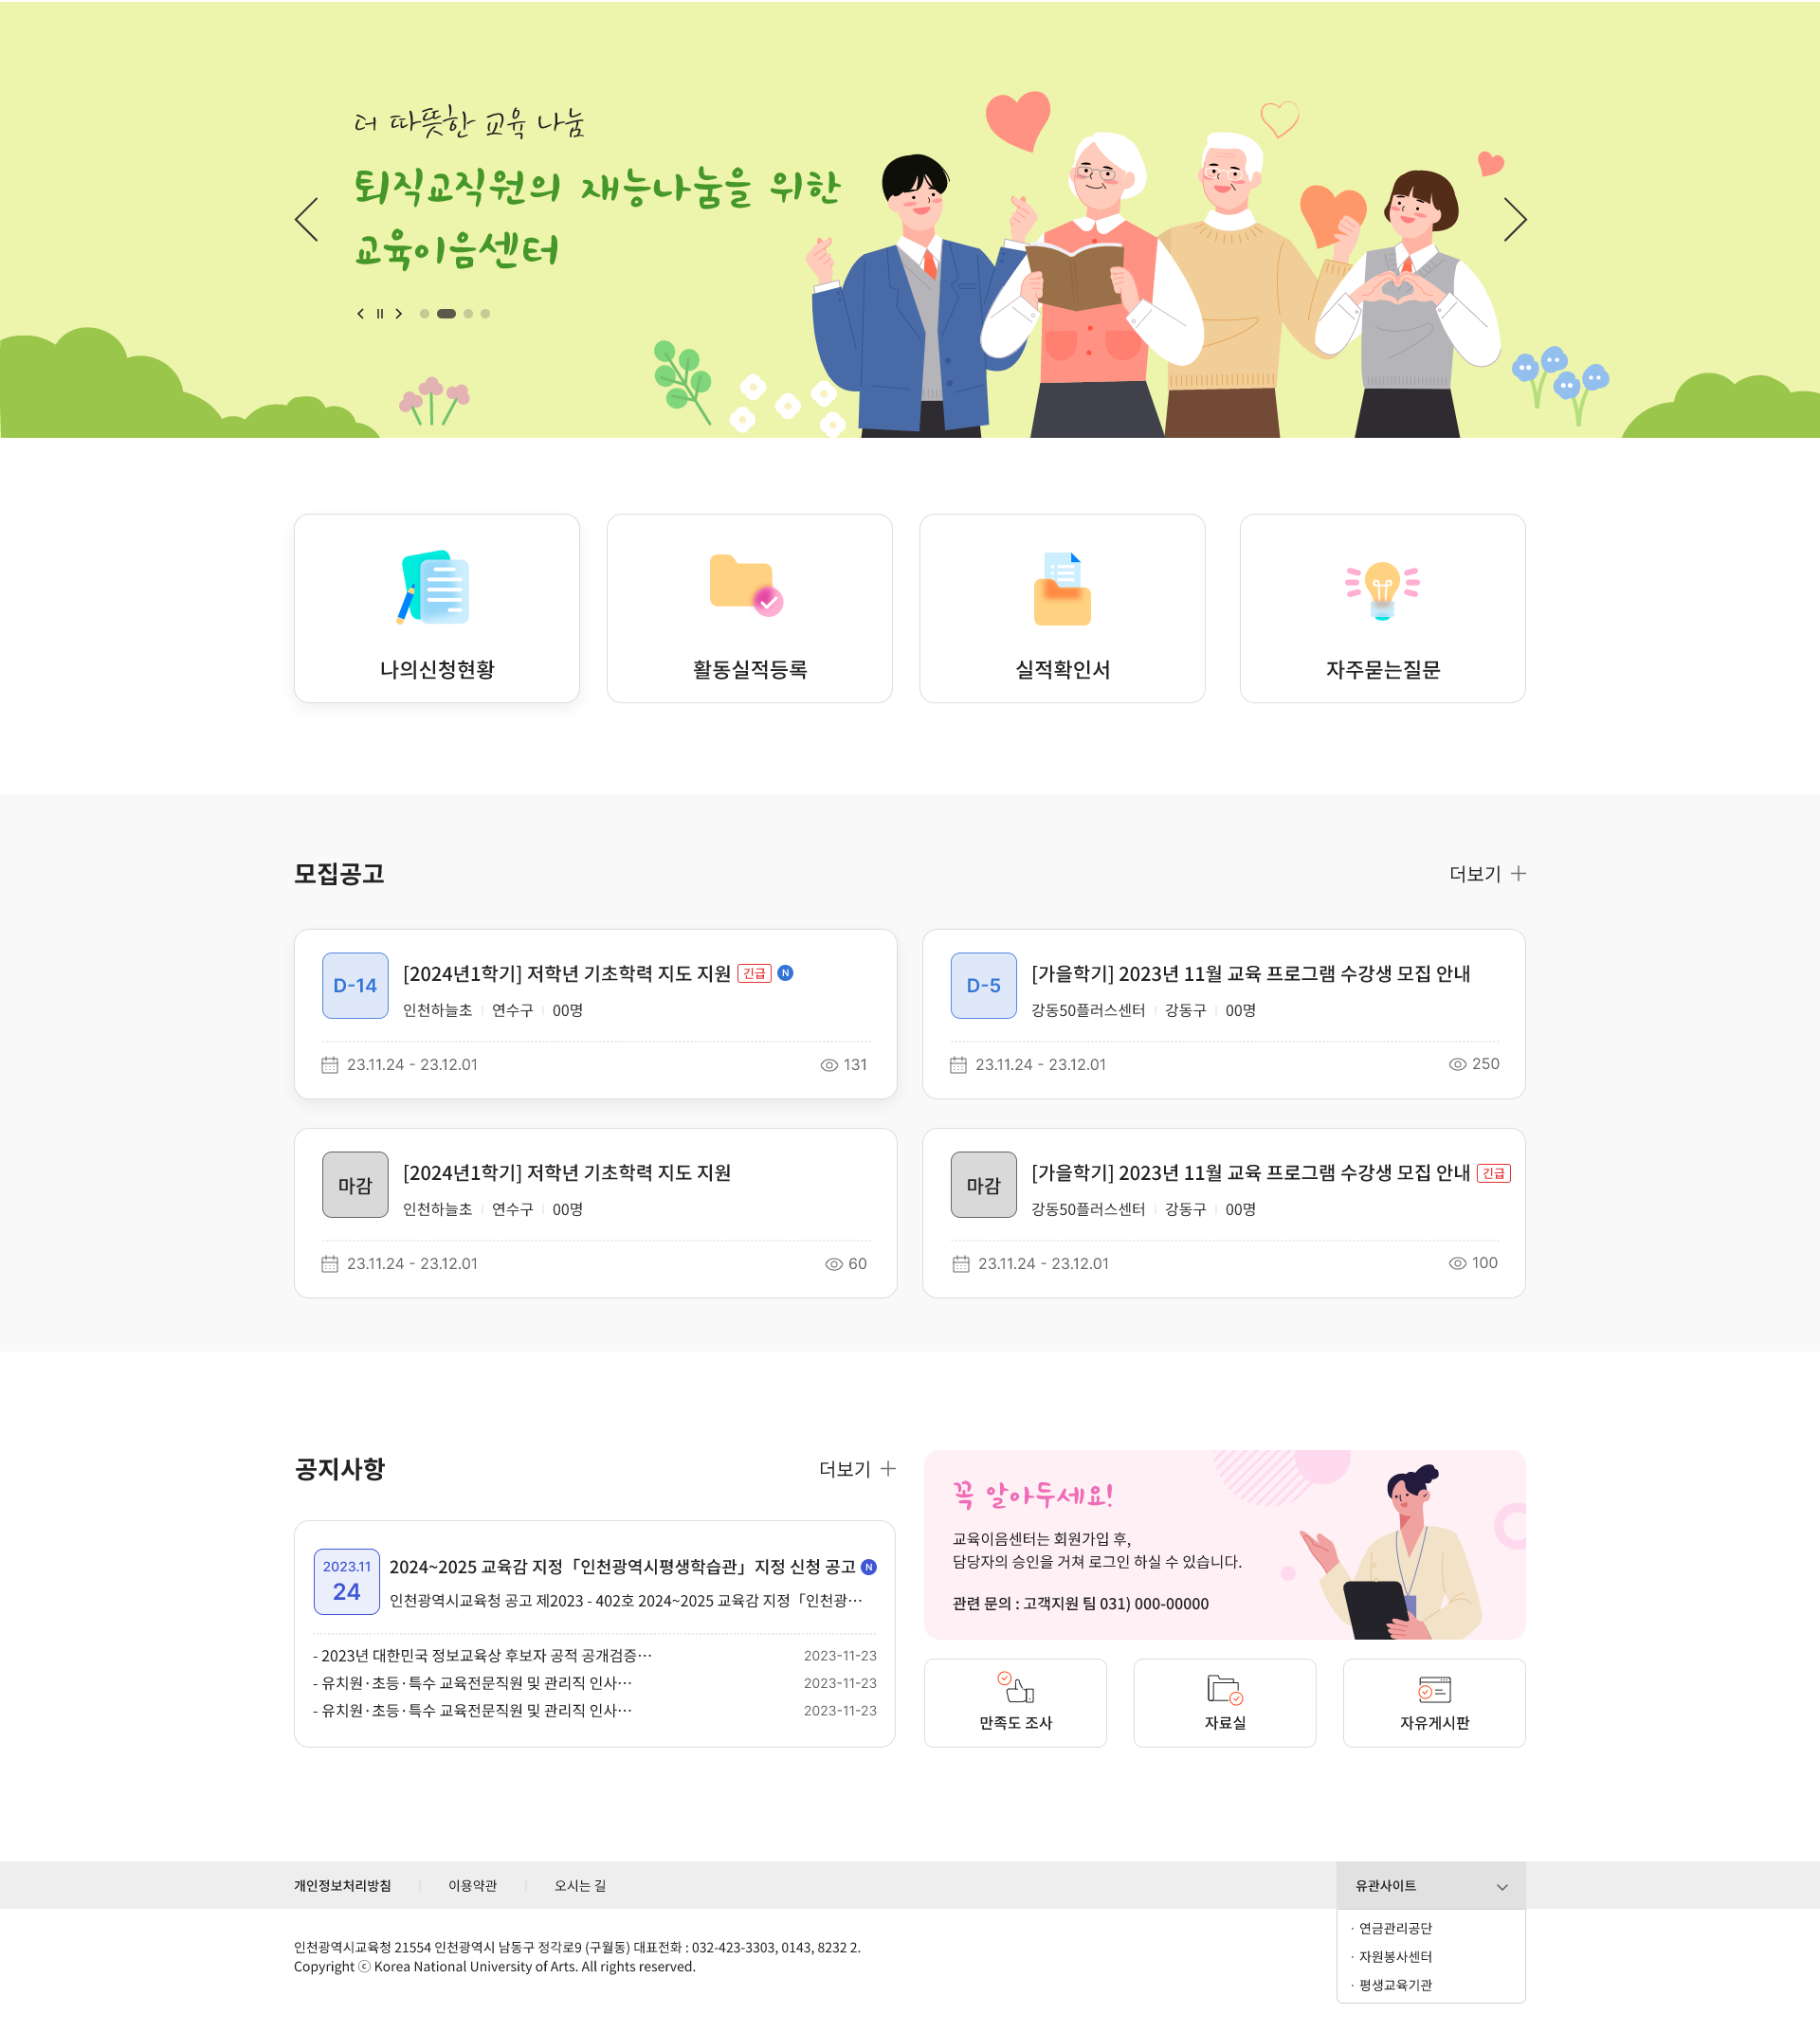 더 따뜻한 교육 나눔
퇴직교직원의 재능나눔을 위한
교육이음센터
나의신청현황
활동실적등록
실적확인서
자주묻는질문
모집공고
더보기
D-14
[2024년1학기] 저학년 기초학력 지도 지원 긴급 N
인천하늘초 연수구 00명
23.11.24 - 23.12.01
131
D-5
[가을학기] 2023년 11월 교육 프로그램 수강생 모집 안내
강동50플러스센터 강동구 00명
23.11.24 - 23.12.01
250
마감
[2024년1학기] 저학년 기초학력 지도 지원
인천하늘초 연수구 00명
23.11.24 - 23.12.01
60
마감
[가을학기] 2023년 11월 교육 프로그램 수강생 모집 안내 긴급
강동50플러스센터 강동구 00명
23.11.24 - 23.12.01
100
공지사항
더보기
2023.11
24
2024~2025 교육감 지정「인천광역시평생학습관」지정 신청 공고 N
인천광역시교육청 공고 제2023 - 402호 2024~2025 교육감 지정「인천광…
- 2023년 대한민국 정보교육상 후보자 공적 공개검증… 2023-11-23
- 유치원·초등·특수 교육전문직원 및 관리직 인사… 2023-11-23
- 유치원·초등·특수 교육전문직원 및 관리직 인사… 2023-11-23
꼭 알아두세요!
교육이음센터는 회원가입 후,
담당자의 승인을 거쳐 로그인 하실 수 있습니다.
관련 문의 : 고객지원 팀 031) 000-00000
만족도 조사
자료실
자유게시판
개인정보처리방침
이용약관
오시는 길
유관사이트
· 연금관리공단
· 자원봉사센터
· 평생교육기관
인천광역시교육청 21554 인천광역시 남동구 정각로9 (구월동) 대표전화 : 032-423-3303, 0143, 8232 2.
Copyright ⓒ Korea National University of Arts. All rights reserved.